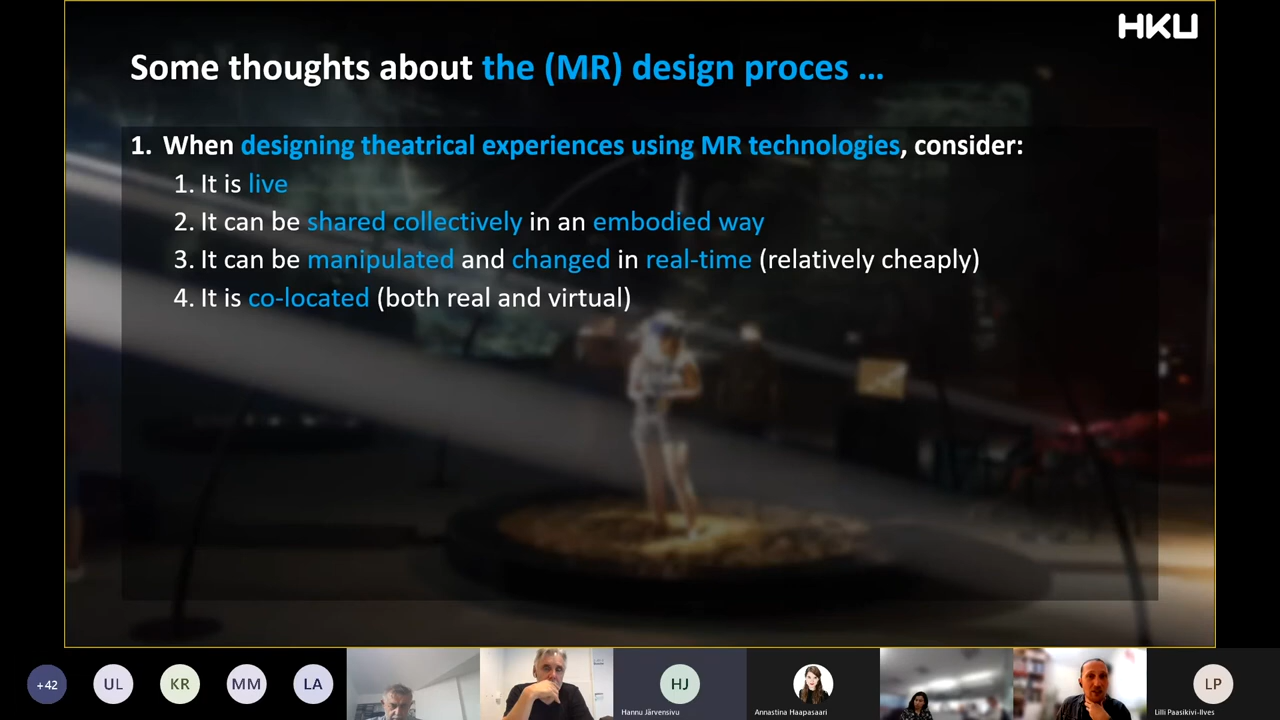 HKU
Some thoughts about the (MR) design proces ...
1. When designing theatrical experiences using MR technologies, consider:
1. It is live
2. It can be shared collectively in an embodied way
3. It can be manipulated and changed in real-time (relatively cheaply)
4. It is co-located (both real and virtual)
+42
UL
KR
MM
LA
HJ
Hannu Järvensivu
Annastina Haapasaari
LP
Lilli Paasikivi-Ilves